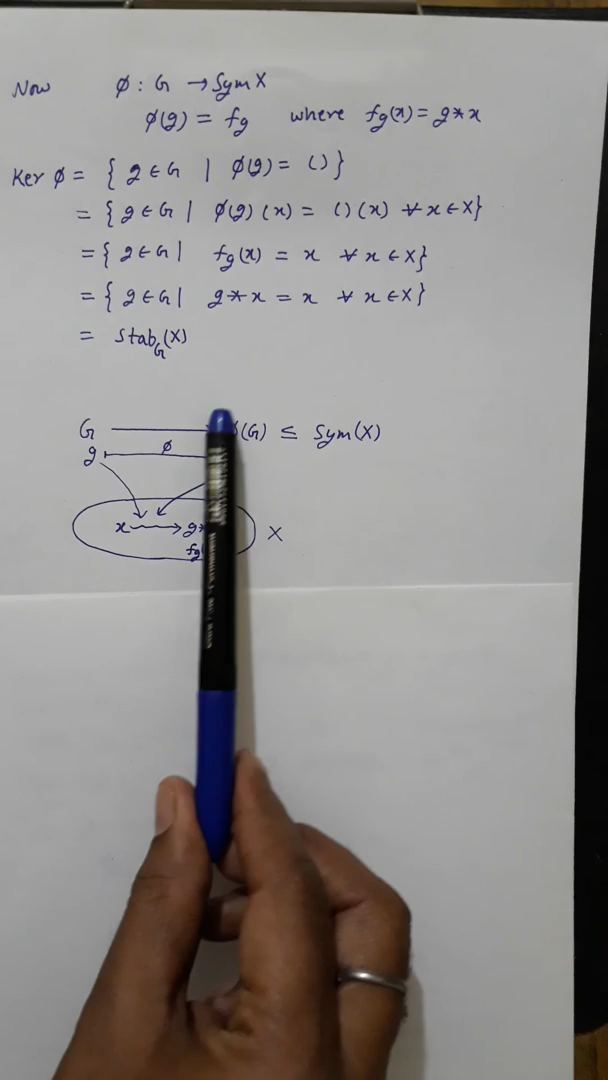 Now ø : G → Sym X
ø(g) = fg where fg(x) = g*x
Ker ø = { g ∈ G | ø(g) = () }
= { g ∈ G | ø(g)(x) = ()(x) ∀ x ∈ X}
= { g ∈ G | fg(x) = x ∀ x ∈ X}
= { g ∈ G | g*x = x ∀ x ∈ X}
= Stab_G(X)
G ⟶ ø(G) ≤ Sym(X)
g ø
x ⟶ g* X
fg